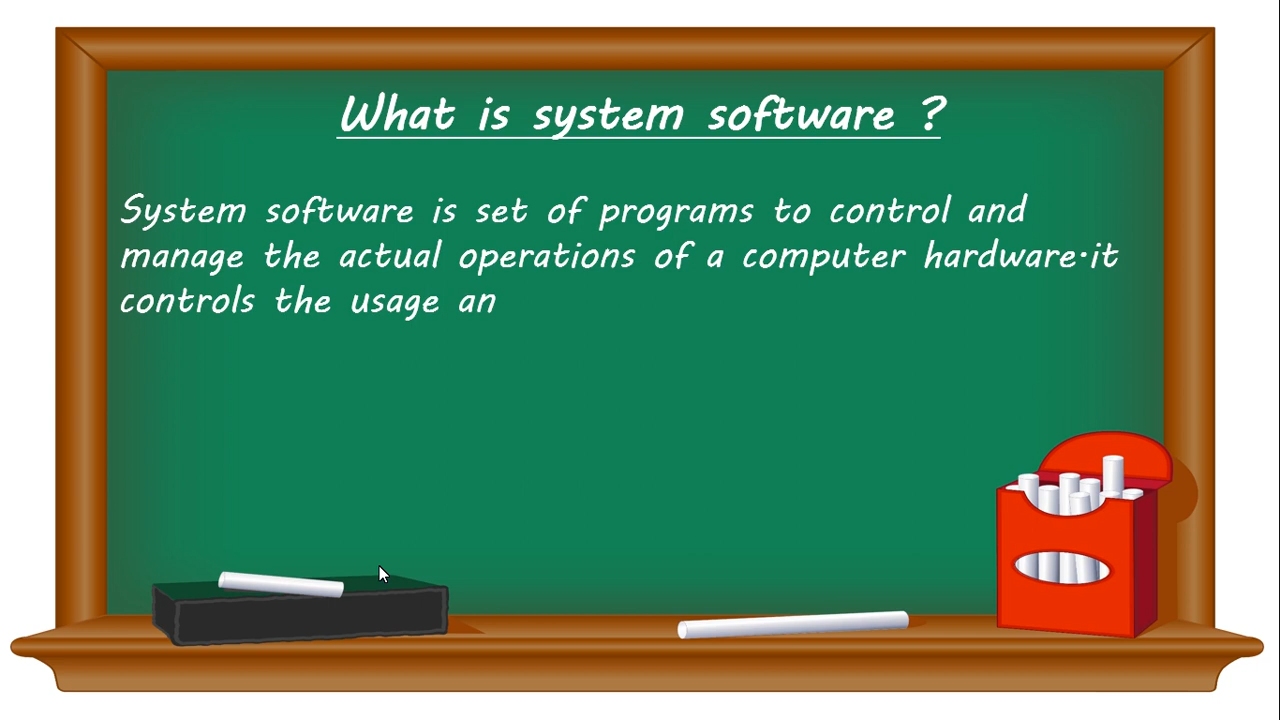 What is system software ?
System software is set of programs to control and
manage the actual operations of a computer hardware.it
controls the usage an